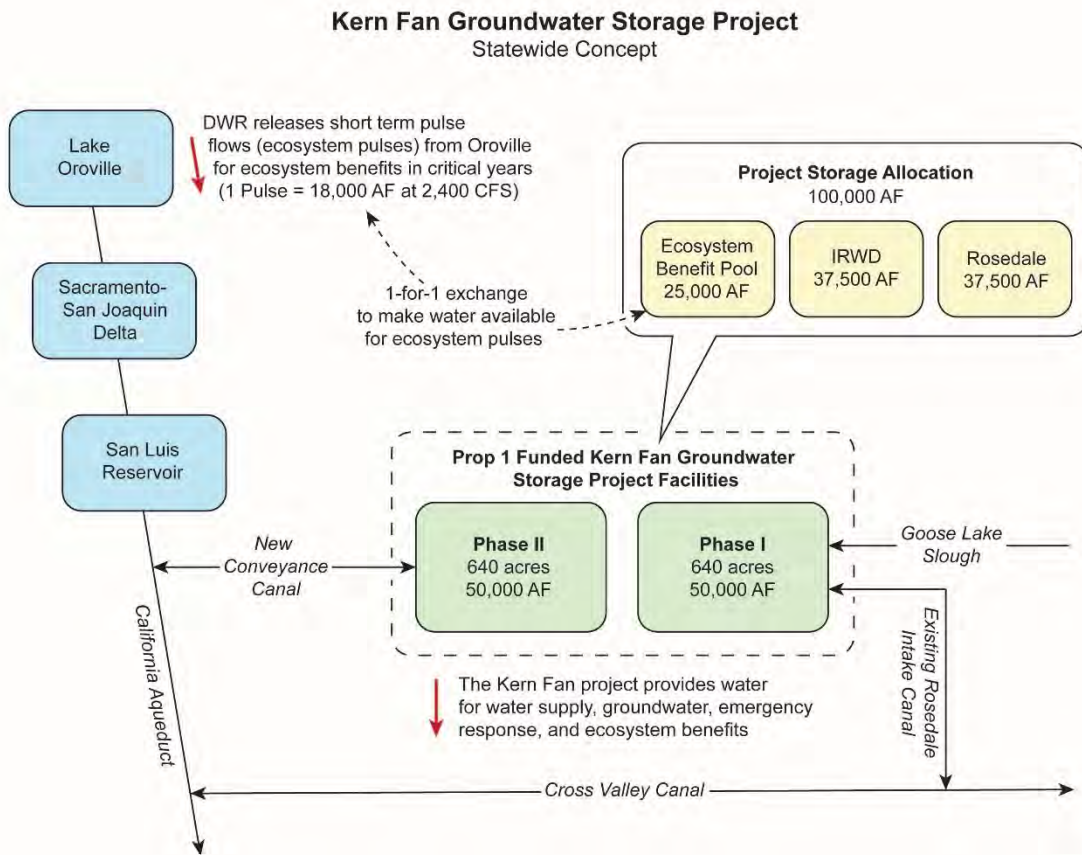 Kern Fan Groundwater Storage Project
Statewide Concept
Lake
Oroville
DWR releases short term pulse
flows (ecosystem pulses) from Oroville
for ecosystem benefits in critical years
(1 Pulse = 18,000 AF at 2,400 CFS)
Project Storage Allocation
100,000 AF
Ecosystem
Benefit Pool
25,000 AF
IRWD
37,500 AF
Rosedale
37,500 AF
Sacramento-
San Joaquin
Delta
1-for-1 exchange
to make water available
for ecosystem pulses
San Luis
Reservoir
Prop 1 Funded Kern Fan Groundwater
Storage Project Facilities
Phase II
640 acres
50,000 AF
Phase I
640 acres
50,000 AF
New
Conveyance
Canal
Goose Lake
Slough
California Aqueduct
Existing Rosedale
Intake Canal
The Kern Fan project provides water
for water supply, groundwater, emergency
response, and ecosystem benefits
Cross Valley Canal